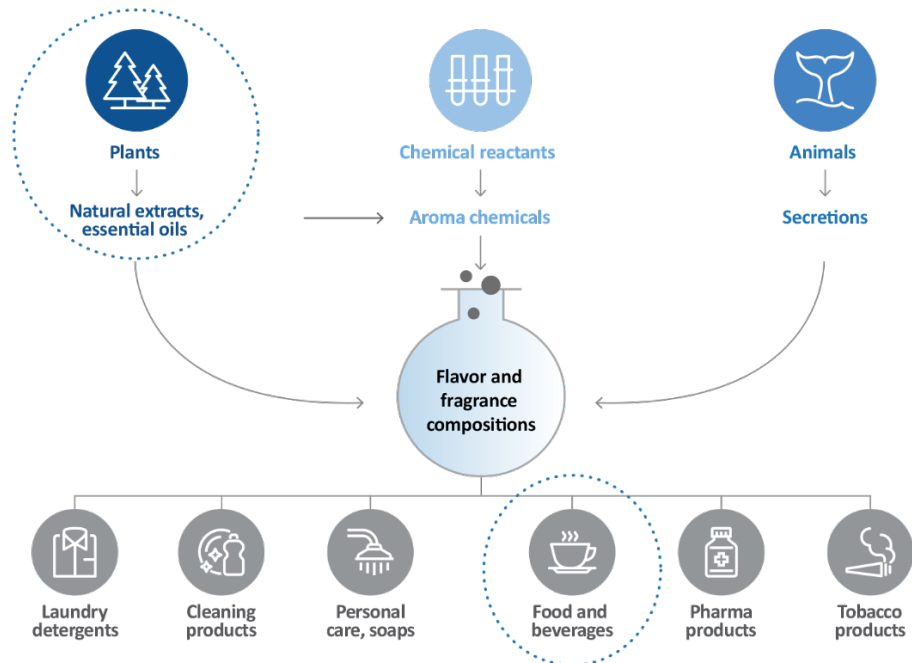 Plants
Chemical reactants
Animals
Natural extracts,
essential oils
Aroma chemicals
Secretions
Flavor and
fragrance
compositions
Laundry
detergents
Cleaning
products
Personal
care, soaps
Food and
beverages
Pharma
products
Tobacco
products